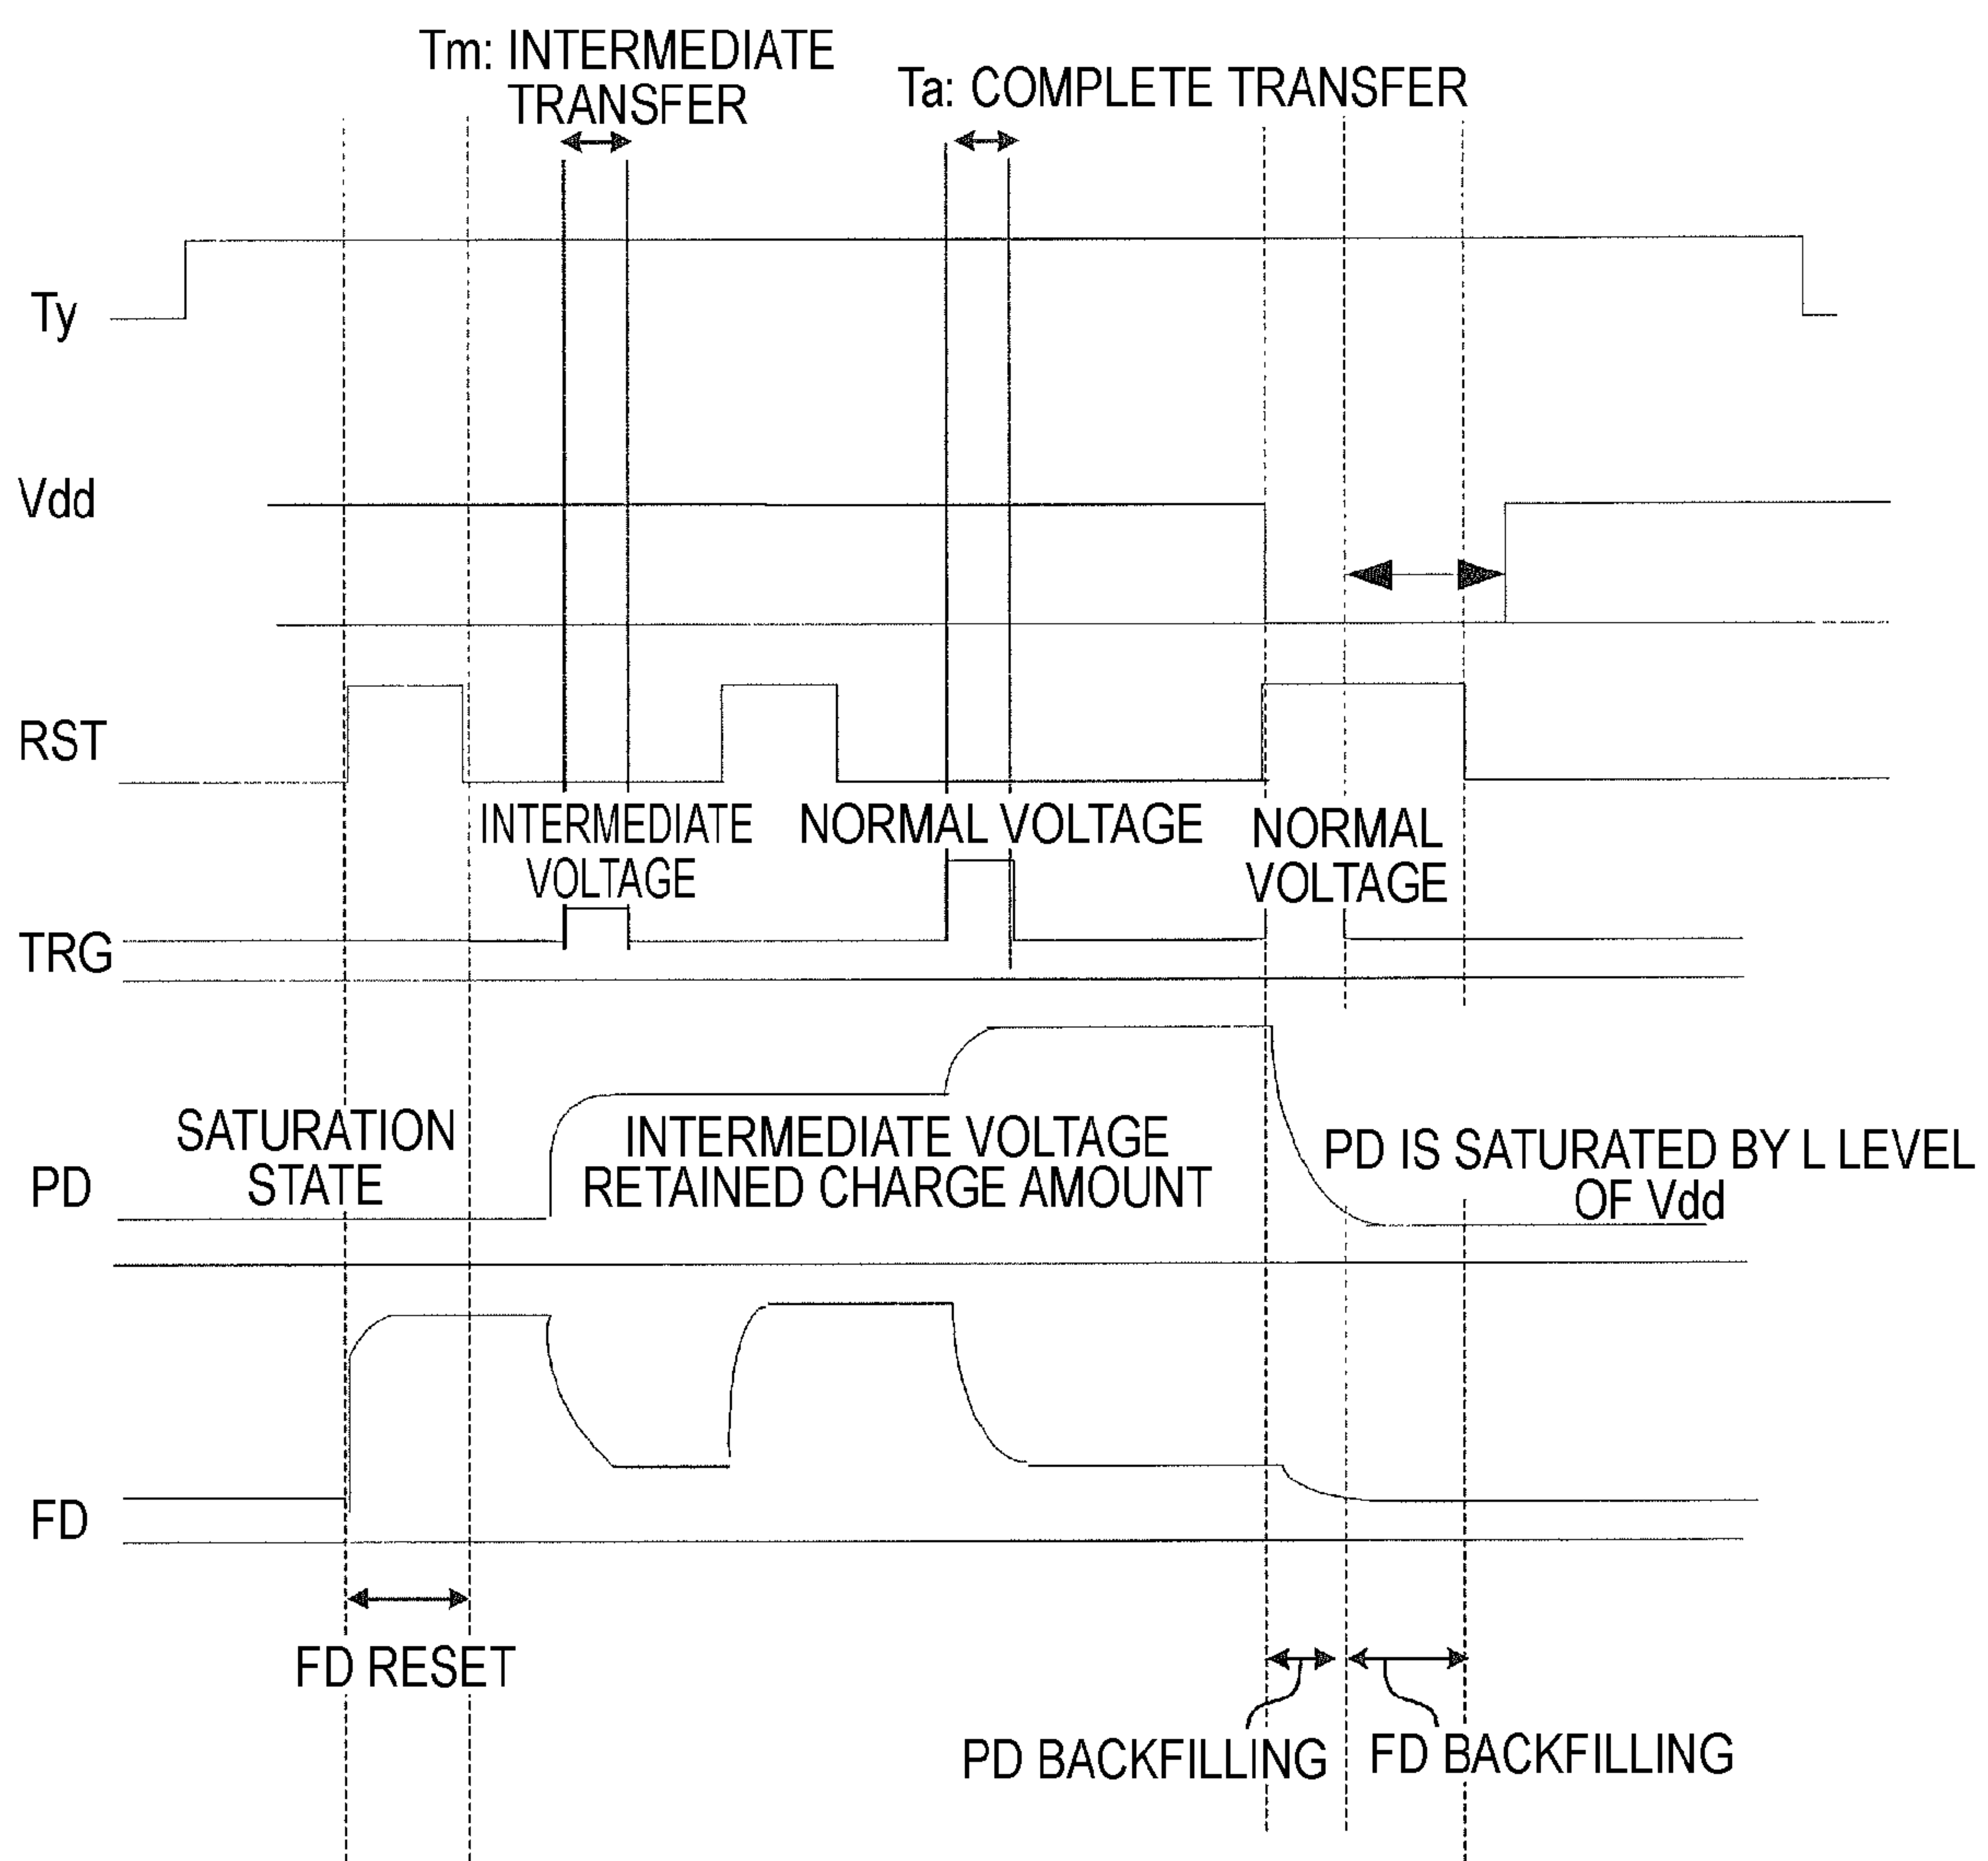 Tm: INTERMEDIATE
TRANSFER
Ta: COMPLETE TRANSFER
Ty
Vdd
RST
INTERMEDIATE
VOLTAGE
NORMAL VOLTAGE
NORMAL
VOLTAGE
TRG
SATURATION
STATE
INTERMEDIATE VOLTAGE
RETAINED CHARGE AMOUNT
PD IS SATURATED BY L LEVEL
OF Vdd
PD
FD
FD RESET
PD BACKFILLING
FD BACKFILLING